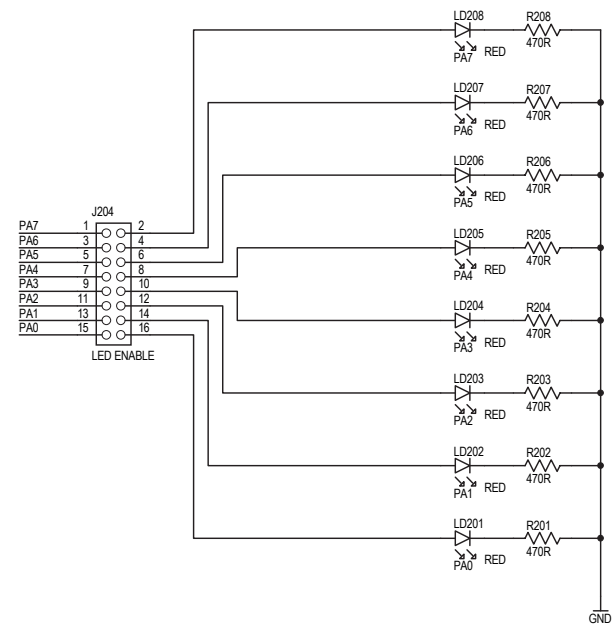 LD208 R208
PA7 RED 470R
LD207 R207
PA6 RED 470R
LD206 R206
PA5 RED 470R
J204
PA7 1 2
PA6 3 4
PA5 5 6
PA4 7 8
PA3 9 10
PA2 11 12
PA1 13 14
PA0 15 16
LED ENABLE
LD205 R205
PA4 RED 470R
LD204 R204
PA3 RED 470R
LD203 R203
PA2 RED 470R
LD202 R202
PA1 RED 470R
LD201 R201
PA0 RED 470R
GND